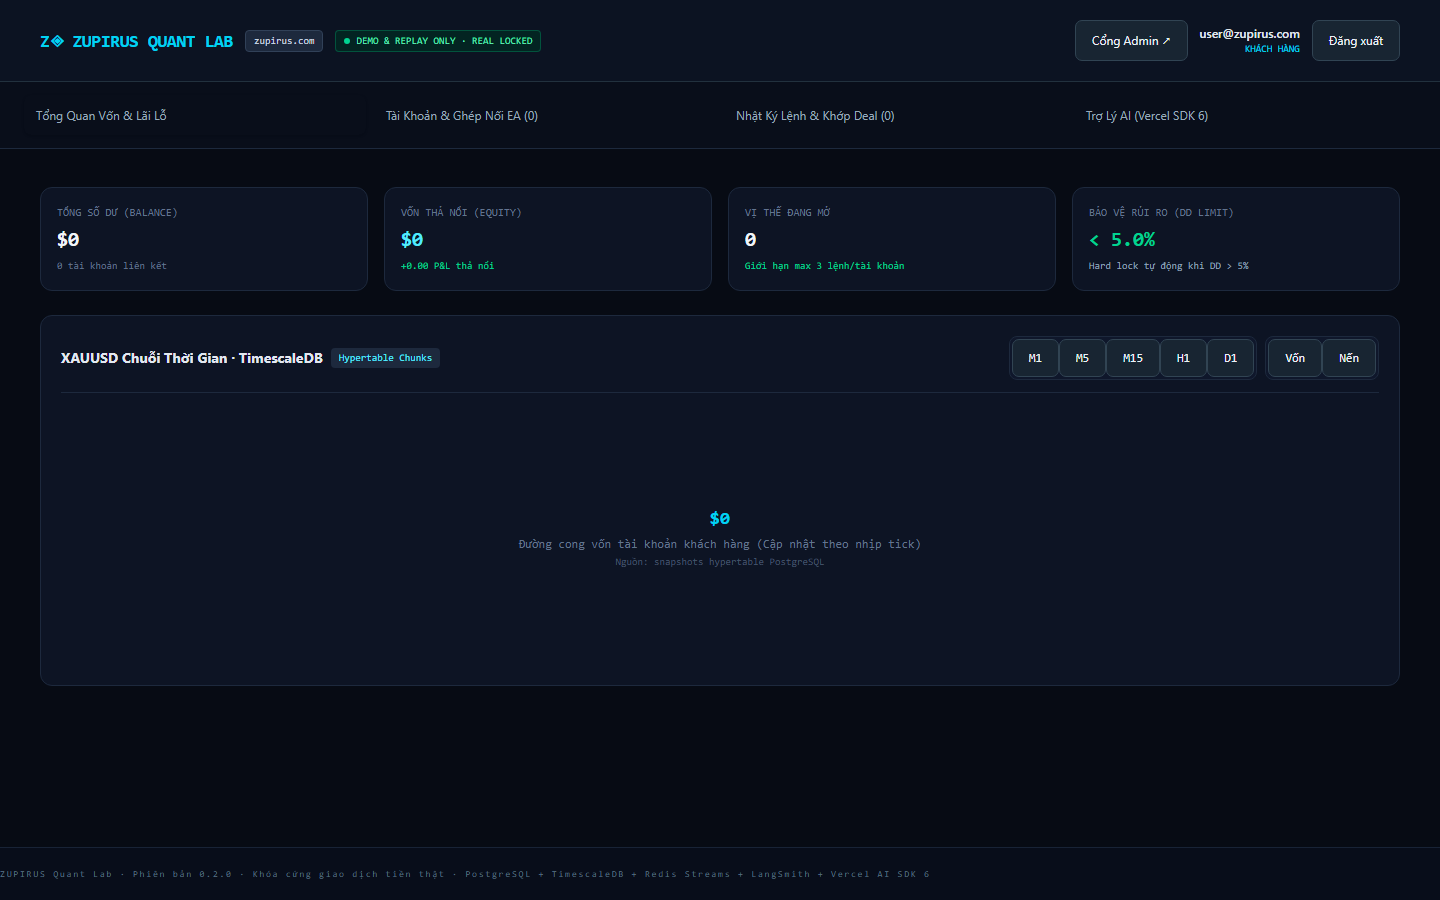 Z◈ ZUPIRUS QUANT LAB
zupirus.com
DEMO & REPLAY ONLY · REAL LOCKED
Cổng Admin ↗
user@zupirus.com
KHÁCH HÀNG
Đăng xuất
Tổng Quan Vốn & Lãi Lỗ
Tài Khoản & Ghép Nối EA (0)
Nhật Ký Lệnh & Khớp Deal (0)
Trợ Lý AI (Vercel SDK 6)
TỔNG SỐ DƯ (BALANCE)
$0
0 tài khoản liên kết
VỐN THẢ NỔI (EQUITY)
$0
+0.00 P&L thả nổi
VỊ THẾ ĐANG MỞ
0
Giới hạn max 3 lệnh/tài khoản
BẢO VỆ RỦI RO (DD LIMIT)
< 5.0%
Hard lock tự động khi DD > 5%
XAUUSD Chuỗi Thời Gian · TimescaleDB
Hypertable Chunks
M1
M5
M15
H1
D1
Vốn
Nến
$0
Đường cong vốn tài khoản khách hàng (Cập nhật theo nhịp tick)
Nguồn: snapshots hypertable PostgreSQL
ZUPIRUS Quant Lab · Phiên bản 0.2.0 · Khóa cứng giao dịch tiền thật · PostgreSQL + TimescaleDB + Redis Streams + LangSmith + Vercel AI SDK 6